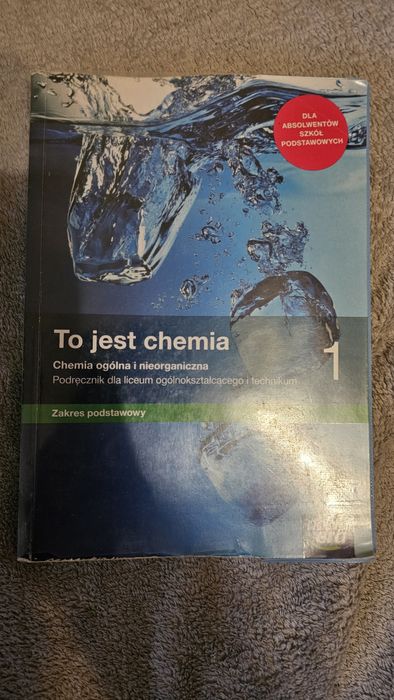 DLA
ABSOLWENTÓW
SZKÓŁ
PODSTAWOWYCH
To jest chemia
1
Chemia ogólna i nieorganiczna
Podręcznik dla liceum ogólnokształcącego i technikum
Zakres podstawowy